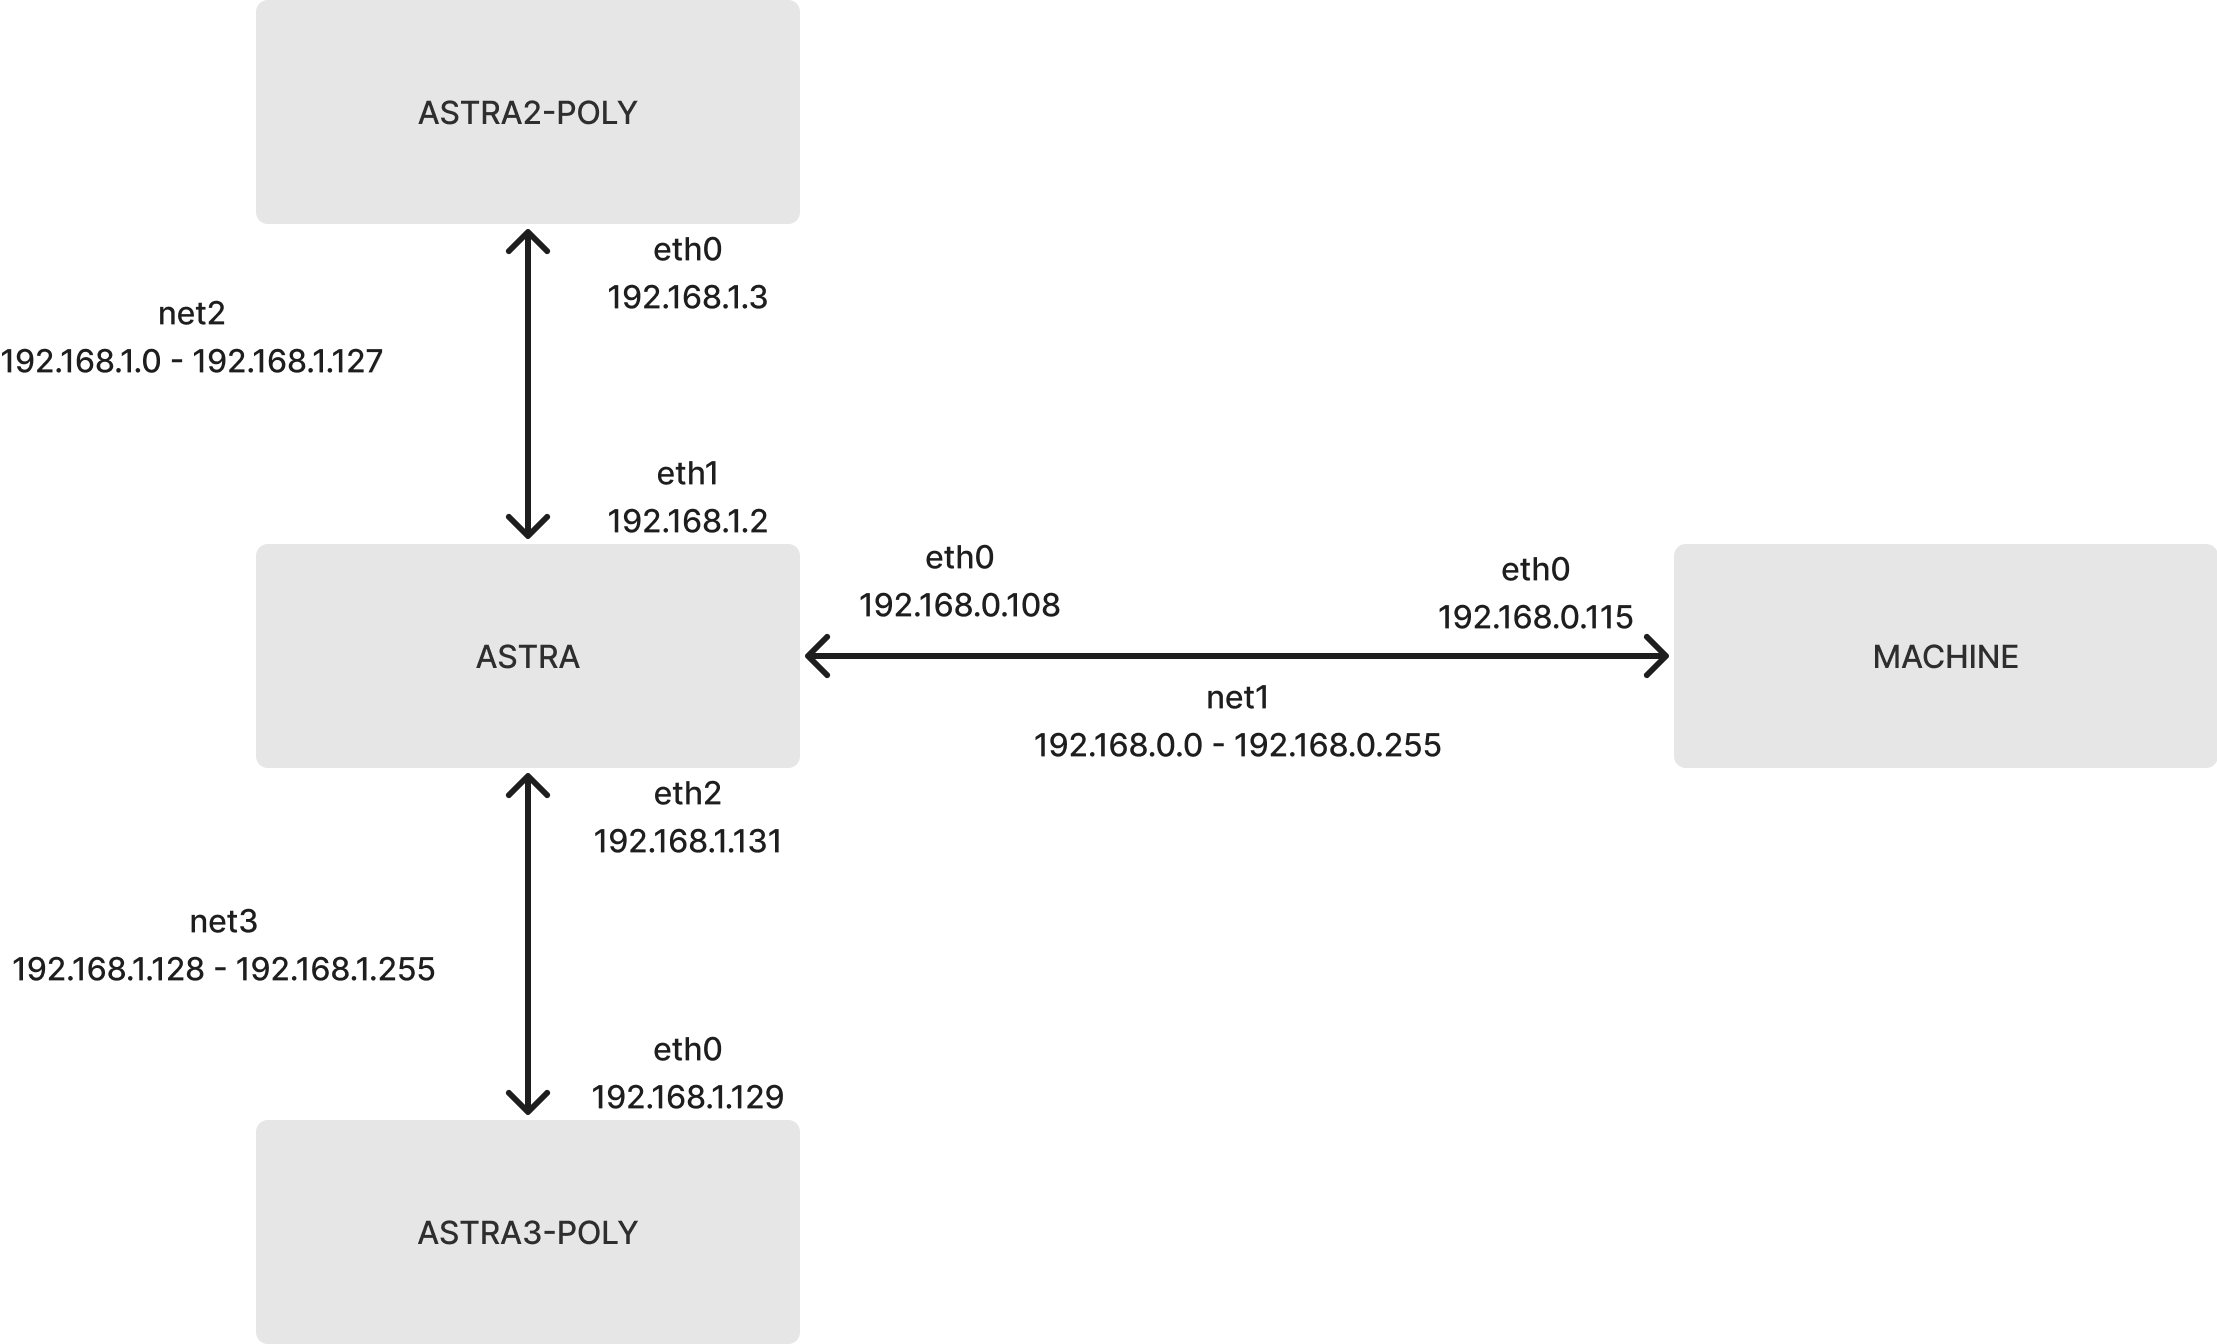 ASTRA2-POLY
eth0
192.168.1.3
net2
192.168.1.0 - 192.168.1.127
eth1
192.168.1.2
eth0
192.168.0.108
eth0
192.168.0.115
ASTRA
MACHINE
net1
192.168.0.0 - 192.168.0.255
eth2
192.168.1.131
net3
192.168.1.128 - 192.168.1.255
eth0
192.168.1.129
ASTRA3-POLY